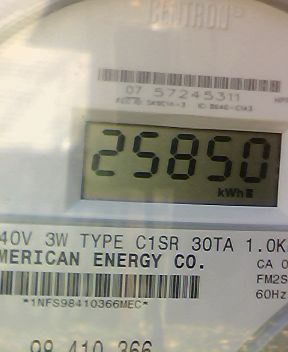 CENTRON®
07 57245311
25850
kWh
40V 3W TYPE C1SR 30TA 1.0K
MERICAN ENERGY CO.
CA 0
FM2S
60Hz
*1NFS98410366MEC*
98 410 366